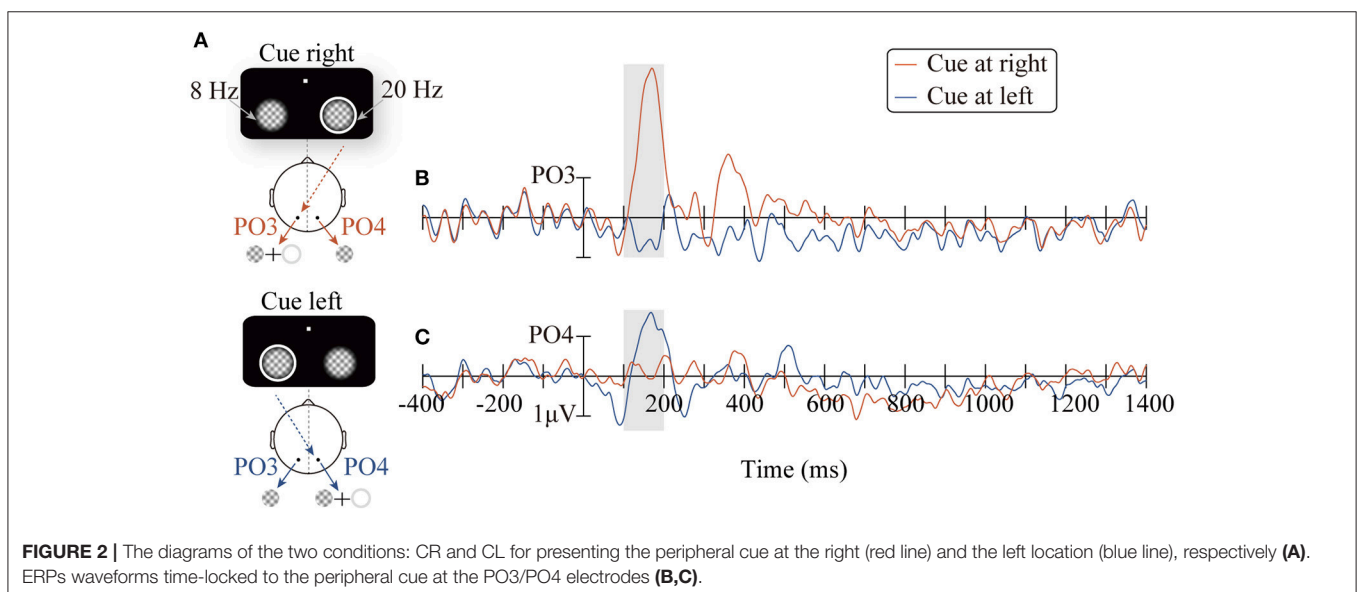 A
Cue right
8 Hz
20 Hz
PO3
PO4
+
Cue left
PO3
PO4
+
Cue at right
Cue at left
B
PO3
C
PO4
1µV
-400
-200
200
400
600
800
1000
1200
1400
Time (ms)
FIGURE 2 | The diagrams of the two conditions: CR and CL for presenting the peripheral cue at the right (red line) and the left location (blue line), respectively (A).
ERPs waveforms time-locked to the peripheral cue at the PO3/PO4 electrodes (B,C).